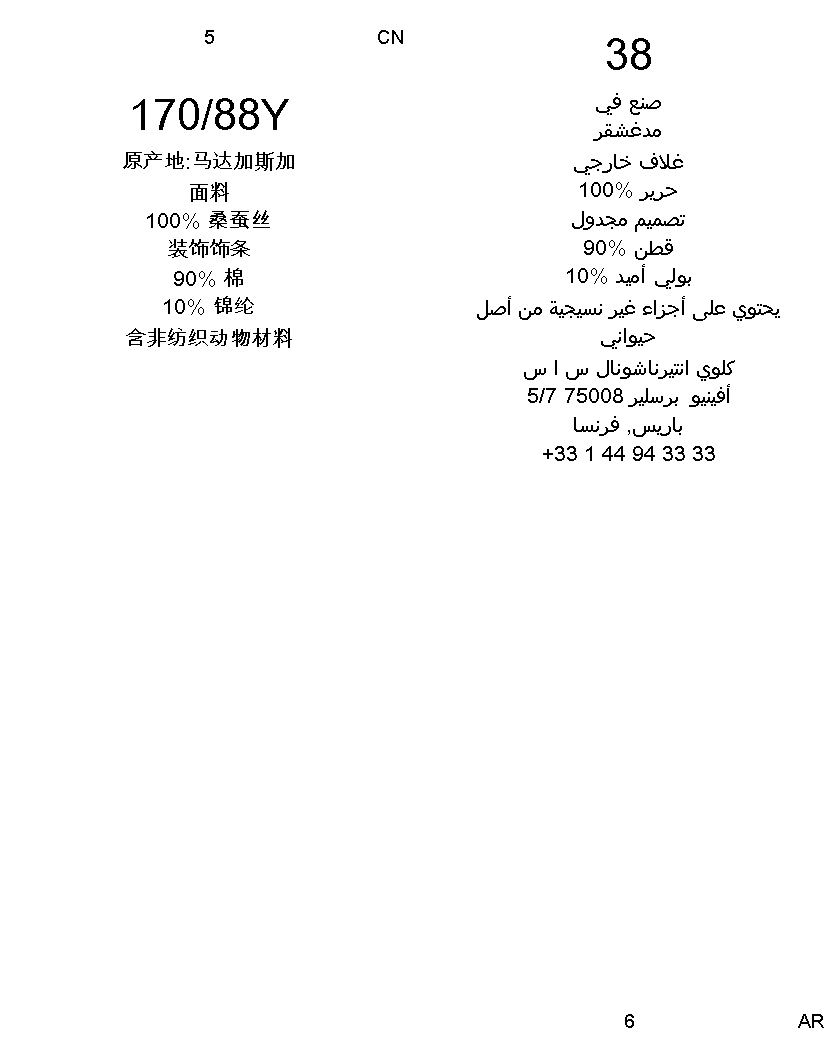 5
CN
170/88Y
原产地:马达加斯加
面料
100% 桑蚕丝
装饰饰条
90% 棉
10% 锦纶
含非纺织动物材料
38
صنع في
مدغشقر
غلاف خارجي
100% حرير
تصميم مجدول
90% قطن
10% بولي أميد
يحتوي على أجزاء غير نسيجية من أصل
حيواني
كلوي انتيرناشونال س ا س
5/7 75008 أفينيو برسلير
باريس, فرنسا
+33 1 44 94 33 33
6
AR